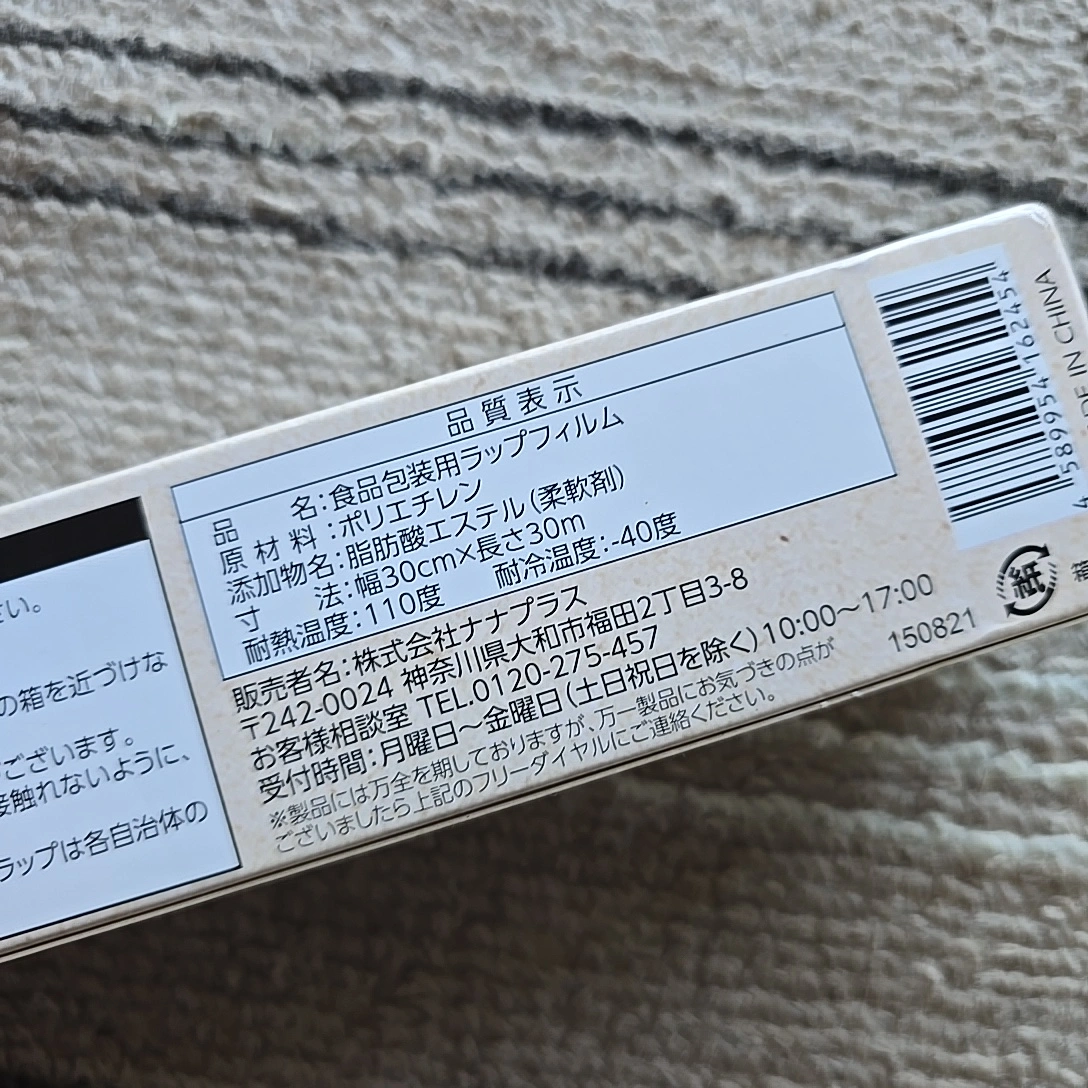 さい。
の箱を近づけな
ございます。
接触れないように、
ラップは各自治体の
品質表示
品名:食品包装用ラップフィルム
原材料:ポリエチレン
添加物名:脂肪酸エステル(柔軟剤)
寸法:幅30cm×長さ30m
耐熱温度:110度 耐冷温度:-40度
販売者名:株式会社ナナプラス
〒242-0024 神奈川県大和市福田2丁目3-8
お客様相談室 TEL.0120-275-457
受付時間:月曜日〜金曜日(土日祝日を除く)10:00〜17:00
※製品には万全を期しておりますが、万一製品にお気づきの点が
ございましたら上記のフリーダイヤルにご連絡ください。
150821
589954162454
IN CHINA
紙
箱